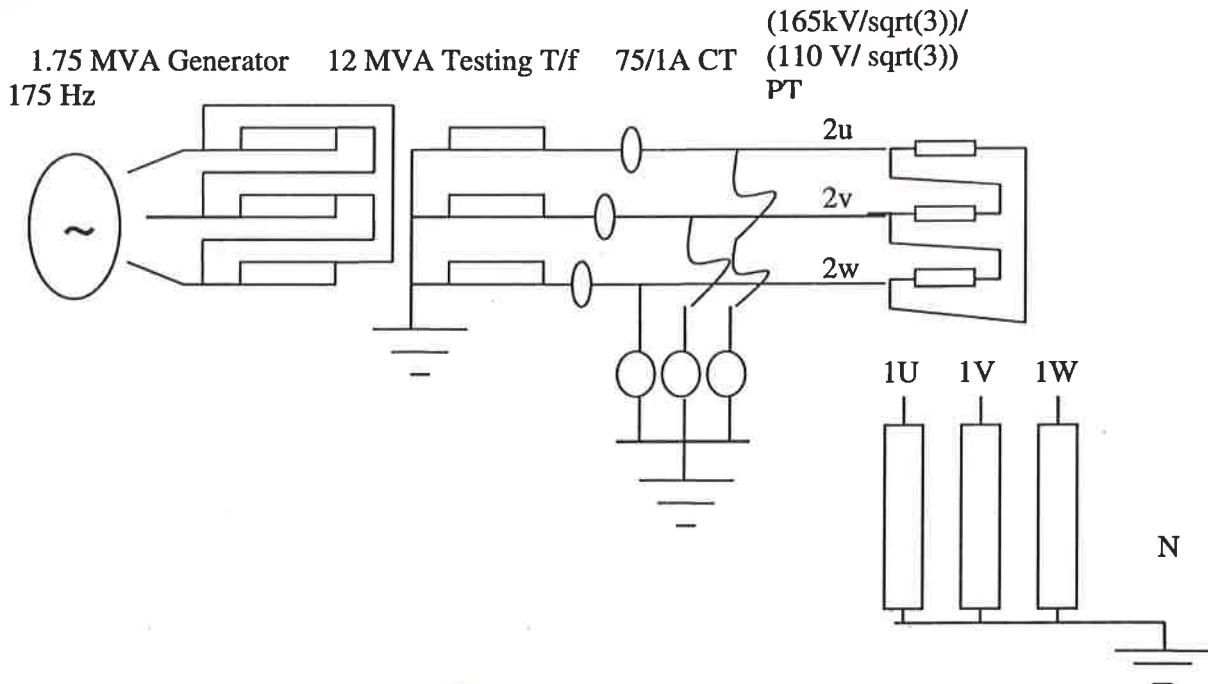 1.75 MVA Generator
175 Hz
12 MVA Testing T/f
75/1A CT
(165kV/sqrt(3))/
(110 V/ sqrt(3))
PT
~
2u
2v
2w
1U 1V 1W
N